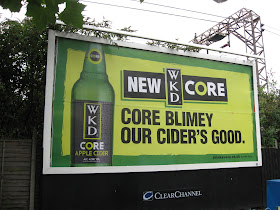 NEW WKD CORE
CORE BLIMEY
OUR CIDER'S GOOD.
WKD
CORE
APPLE CIDER
CLEARCHANNEL